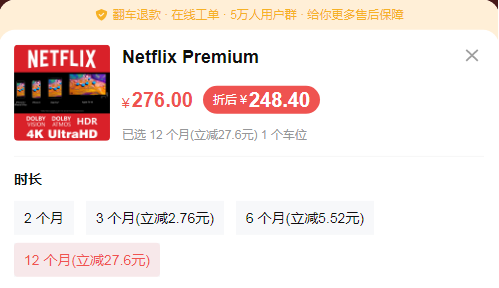 翻车退款 · 在线工单 · 5万人用户群 · 给你更多售后保障
NETFLIX
DOLBY VISION DOLBY ATMOS HDR
4K UltraHD
Netflix Premium
¥276.00 折后 ¥248.40
已选 12 个月(立减27.6元) 1 个车位
时长
2 个月 3 个月(立减2.76元) 6 个月(立减5.52元)
12 个月(立减27.6元)